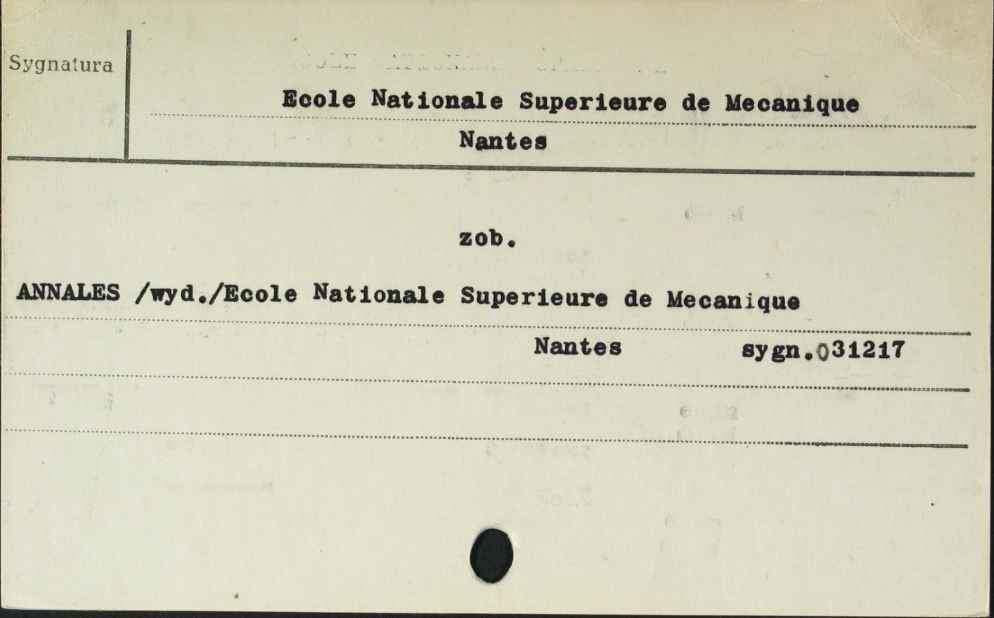 Sygnatura
Ecole Nationale Superieure de Mecanique
Nantes
zob.
ANNALES /wyd./Ecole Nationale Superieure de Mecanique
Nantes sygn.031217